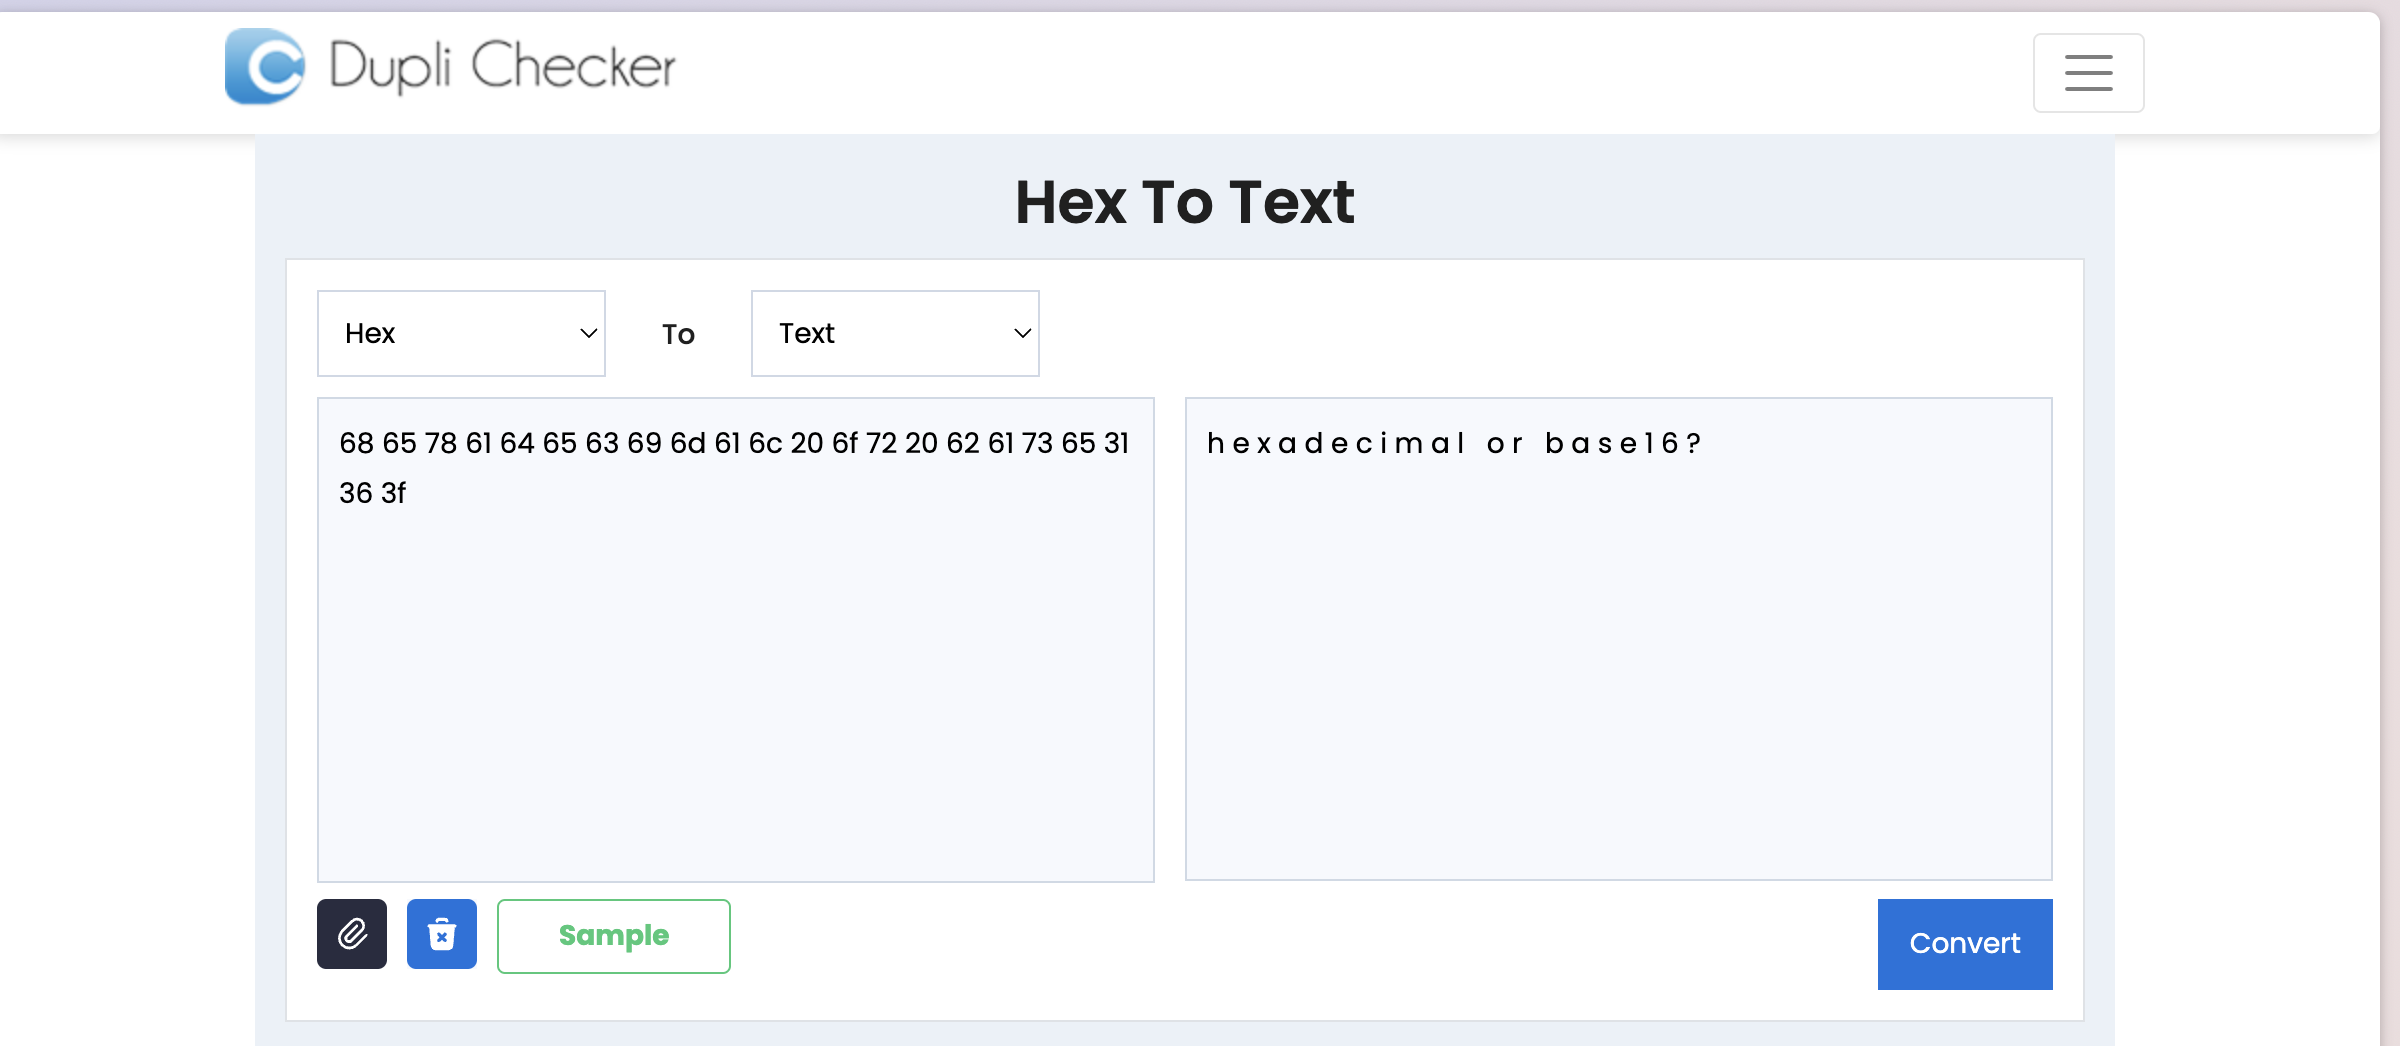 Dupli Checker
Hex To Text
Hex
To
Text
68 65 78 61 64 65 63 69 6d 61 6c 20 6f 72 20 62 61 73 65 31
36 3f
h e x a d e c i m a l   o r   b a s e 1 6 ?
Sample
Convert